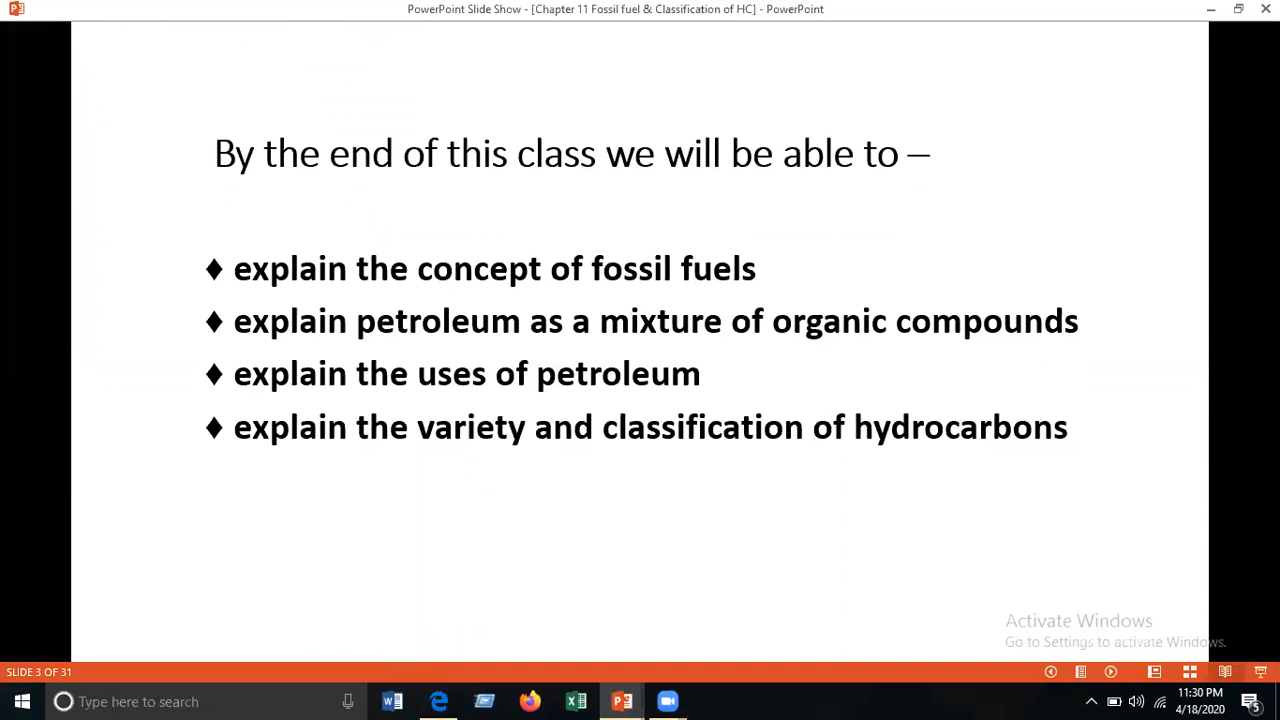 PowerPoint Slide Show - [Chapter 11 Fossil fuel & Classification of HC] - PowerPoint
By the end of this class we will be able to –
♦ explain the concept of fossil fuels
♦ explain petroleum as a mixture of organic compounds
♦ explain the uses of petroleum
♦ explain the variety and classification of hydrocarbons
Activate Windows
Go to Settings to activate Windows.
SLIDE 3 OF 31
Type here to search
11:30 PM
4/18/2020
5